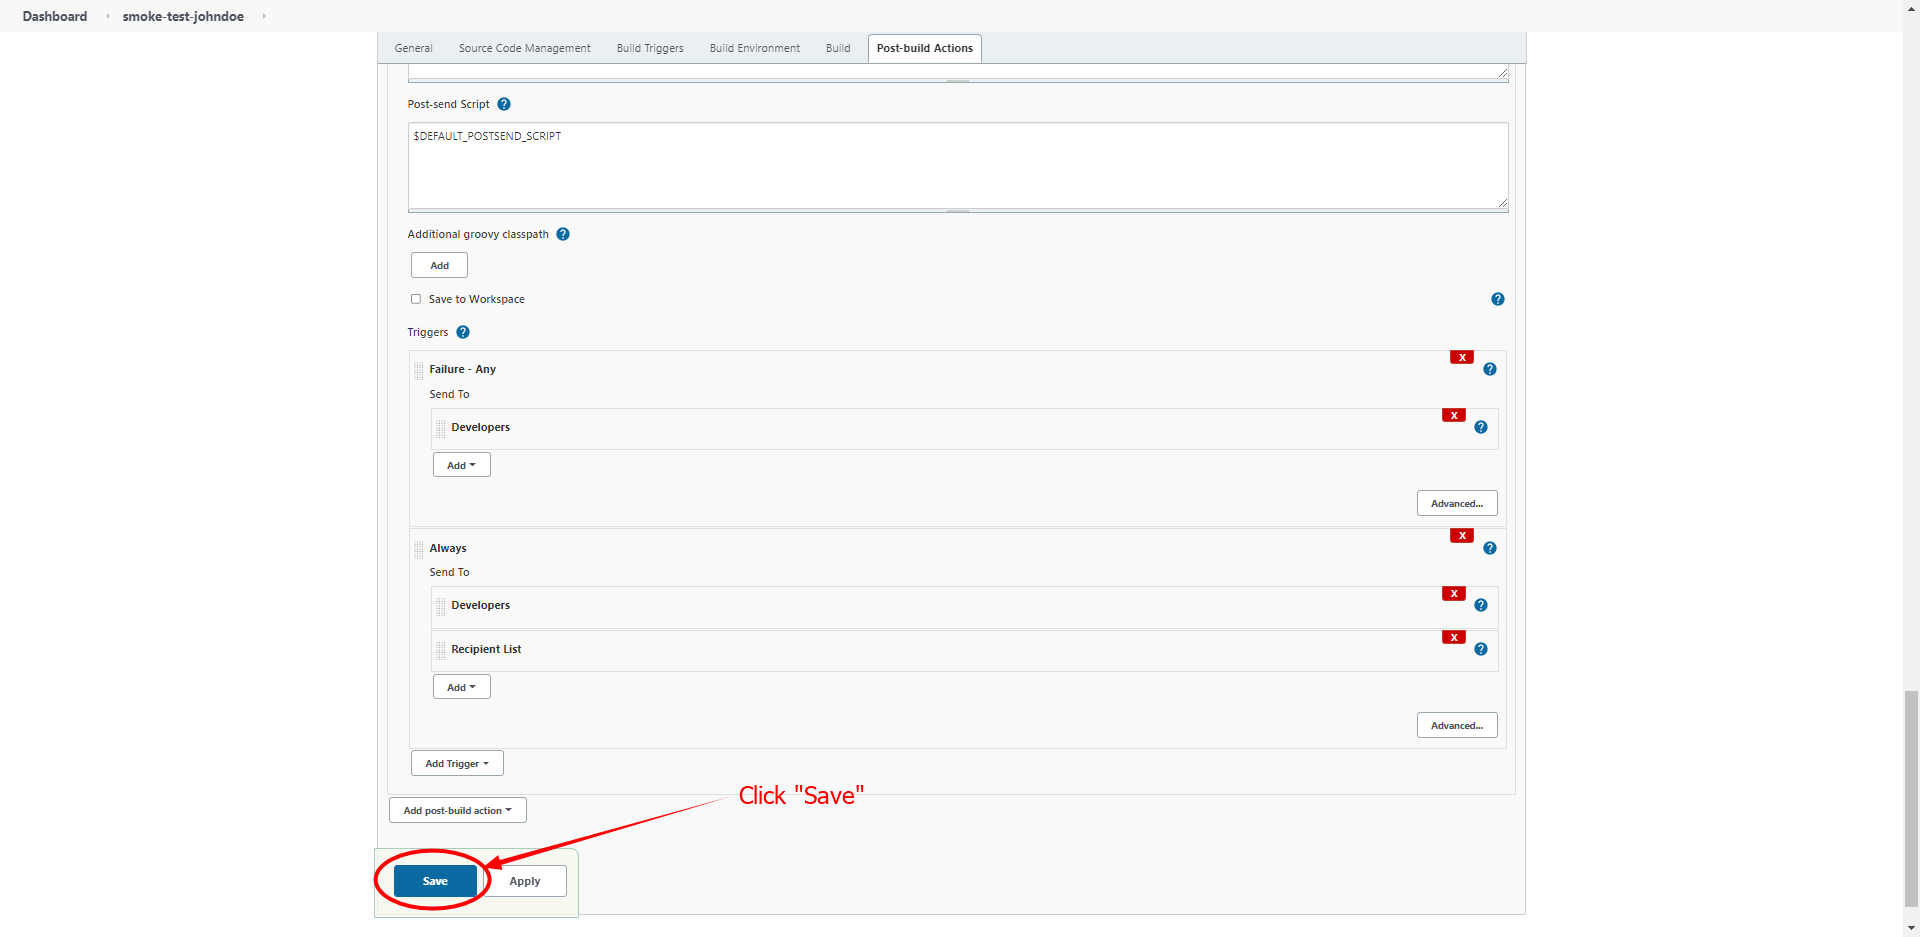 Dashboard
smoke-test-johndoe
General
Source Code Management
Build Triggers
Build Environment
Build
Post-build Actions
Post-send Script ?
$DEFAULT_POSTSEND_SCRIPT
Additional groovy classpath ?
Add
Save to Workspace ?
Triggers ?
X
Failure - Any ?
Send To
X
Developers ?
Add
Advanced...
X
Always ?
Send To
X
Developers ?
X
Recipient List ?
Add
Advanced...
Add Trigger
Click "Save"
Add post-build action
Save
Apply